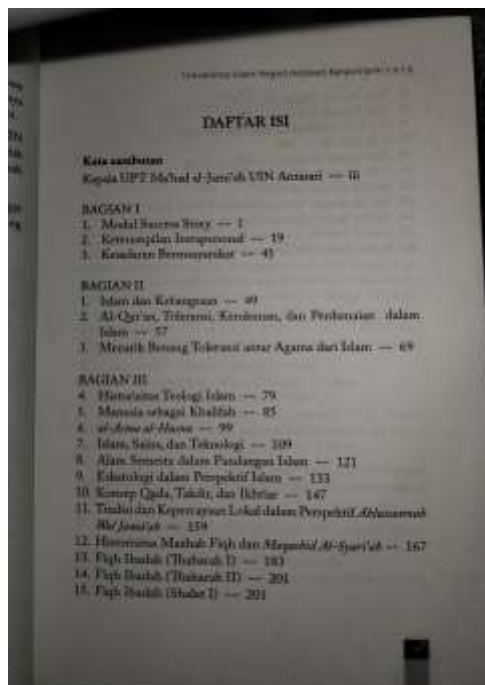 Universitas Islam Negeri Antasari Banjarmasin
DAFTAR ISI
Kata sambutan
Kepala UPT Ma'had al-Jami'ah UIN Antasari --- iii
BAGIAN I
1. Modal Success Story --- 1
2. Keterampilan Intrapersonal --- 19
3. Kesadaran Bermasyarakat --- 45
BAGIAN II
1. Islam dan Kebangsaan --- 49
2. Al-Qur'an, Toleransi, Kerukunan, dan Perdamaian dalam
Islam --- 57
3. Menarik Benang Toleransi antar Agama dari Islam --- 69
BAGIAN III
4. Teologi Islam --- 79
5. Manusia sebagai Khalifah --- 85
6. al-Asma al-Husna --- 99
7. Islam, Sains, dan Teknologi --- 109
8. Alam Semesta dalam Pandangan Islam --- 121
9. Eskatologi dalam Perspektif Islam --- 133
10. Konsep Qada, Takdir, dan Ikhtiar --- 147
11. Tradisi dan Kepercayaan Lokal dalam Perspektif Ahlussunnah
Wal Jama'ah --- 159
12. Historisitas Mazhab Fiqh dan Maqashid Al-Syari'ah --- 167
13. Fiqh Ibadah (Thaharah I) --- 183
14. Fiqh Ibadah (Thaharah II) --- 201
15. Fiqh Ibadah (Shalat I) --- 201